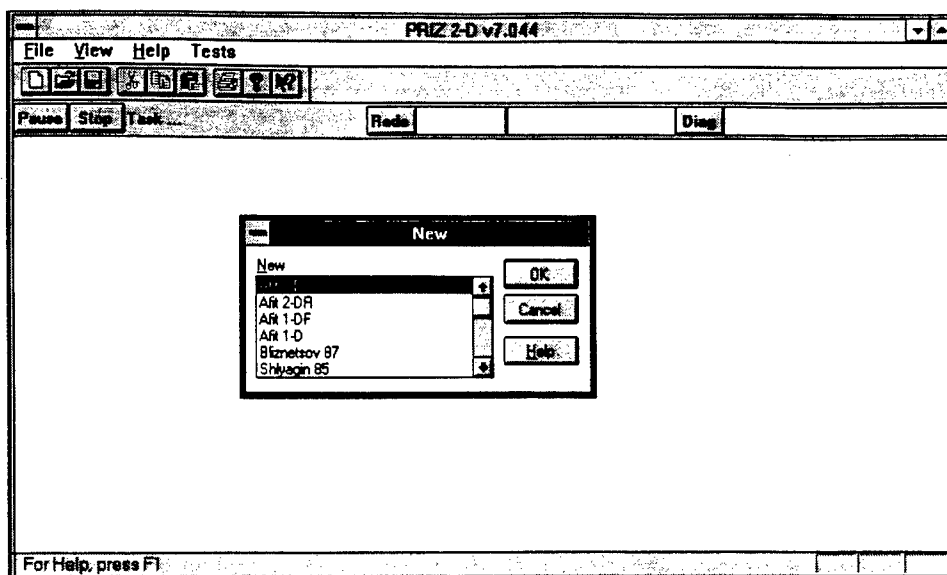 PRIZ 2-D v7.044
File View Help Tests
Pause Stop Task ... Redo Diag
New
New
Afit 2-DR
Afit 1-DF
Afit 1-D
Bliznetsov 87
Shlyagin 85
OK
Cancel
Help
For Help, press F1